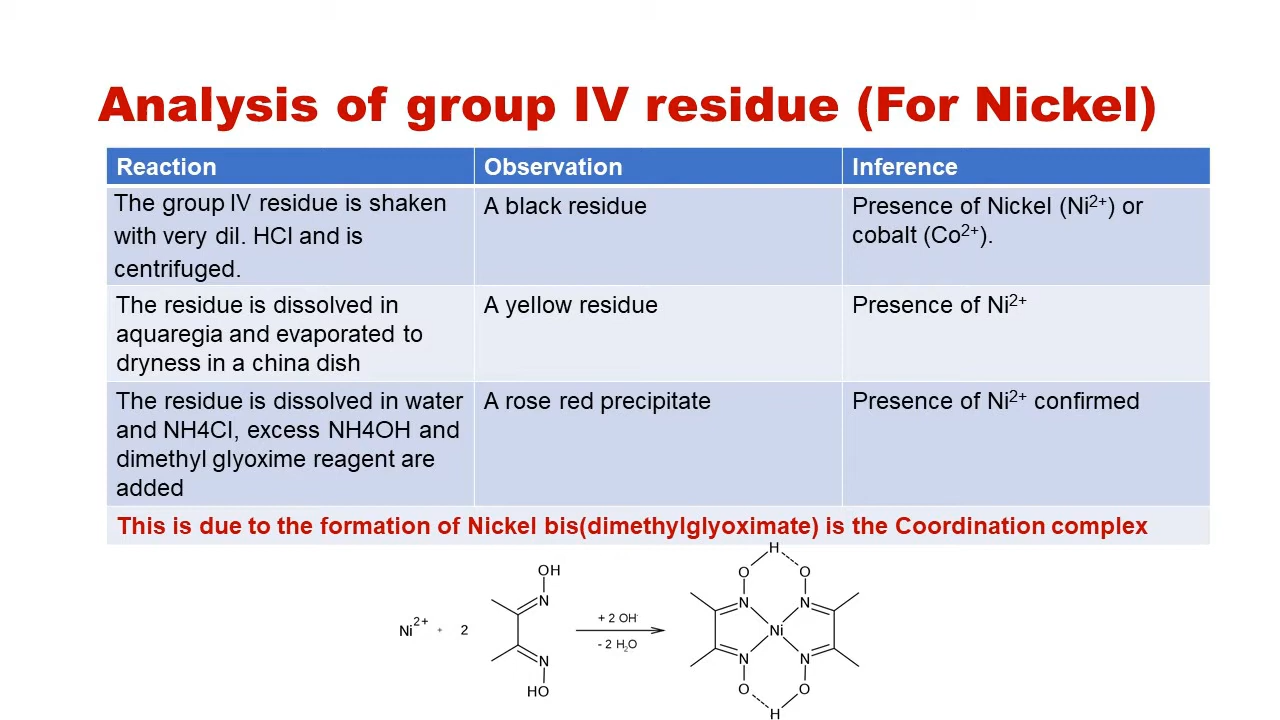 Analysis of group IV residue (For Nickel)
Reaction
Observation
Inference
The group IV residue is shaken
with very dil. HCl and is
centrifuged.
A black residue
Presence of Nickel (Ni²⁺) or
cobalt (Co²⁺).
The residue is dissolved in
aquaregia and evaporated to
dryness in a china dish
A yellow residue
Presence of Ni²⁺
The residue is dissolved in water
and NH4Cl, excess NH4OH and
dimethyl glyoxime reagent are
added
A rose red precipitate
Presence of Ni²⁺ confirmed
This is due to the formation of Nickel bis(dimethylglyoximate) is the Coordination complex
Ni²⁺ + 2
OH
N
N
HO
+ 2 OH⁻
- 2 H₂O
H
O O
N N
Ni
N N
O O
H